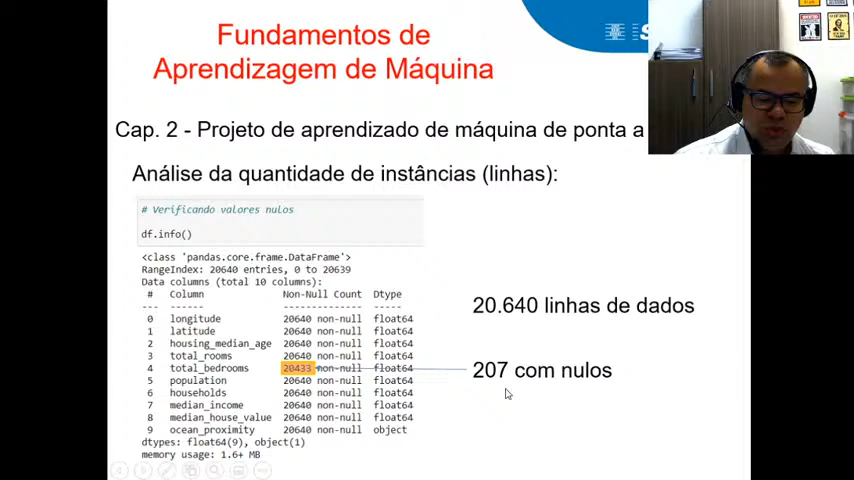 Fundamentos de
Aprendizagem de Máquina
Cap. 2 - Projeto de aprendizado de máquina de ponta a
Análise da quantidade de instâncias (linhas):
# Verificando valores nulos
df.info()
<class 'pandas.core.frame.DataFrame'>
RangeIndex: 20640 entries, 0 to 20639
Data columns (total 10 columns):
# Column Non-Null Count Dtype
--- ------ -------------- -----
0 longitude 20640 non-null float64
1 latitude 20640 non-null float64
2 housing_median_age 20640 non-null float64
3 total_rooms 20640 non-null float64
4 total_bedrooms 20433 non-null float64
5 population 20640 non-null float64
6 households 20640 non-null float64
7 median_income 20640 non-null float64
8 median_house_value 20640 non-null float64
9 ocean_proximity 20640 non-null object
dtypes: float64(9), object(1)
memory usage: 1.6+ MB
20.640 linhas de dados
207 com nulos